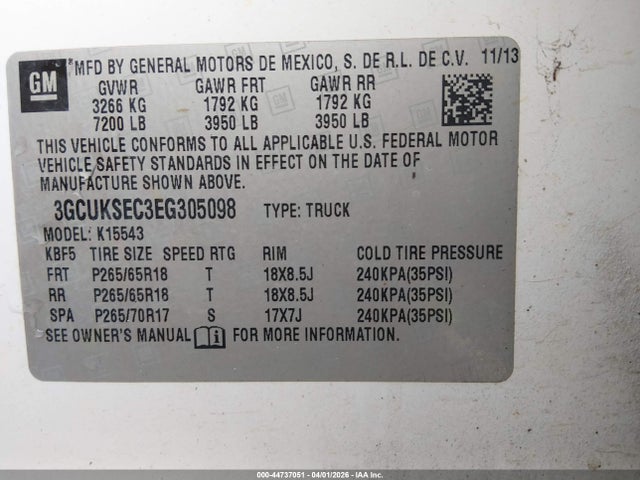 GM
®MFD BY GENERAL MOTORS DE MEXICO, S. DE R.L. DE C.V. 11/13
GVWR GAWR FRT GAWR RR
3266 KG 1792 KG 1792 KG
7200 LB 3950 LB 3950 LB
THIS VEHICLE CONFORMS TO ALL APPLICABLE U.S. FEDERAL MOTOR
VEHICLE SAFETY STANDARDS IN EFFECT ON THE DATE OF
MANUFACTURE SHOWN ABOVE.
3GCUKSEC3EG305098 TYPE: TRUCK
MODEL: K15543
KBF5 TIRE SIZE SPEED RTG RIM COLD TIRE PRESSURE
FRT P265/65R18 T 18X8.5J 240KPA(35PSI)
RR P265/65R18 T 18X8.5J 240KPA(35PSI)
SPA P265/70R17 S 17X7J 240KPA(35PSI)
SEE OWNER'S MANUAL FOR MORE INFORMATION.
000-44737051 - 04/01/2026 - IAA Inc.